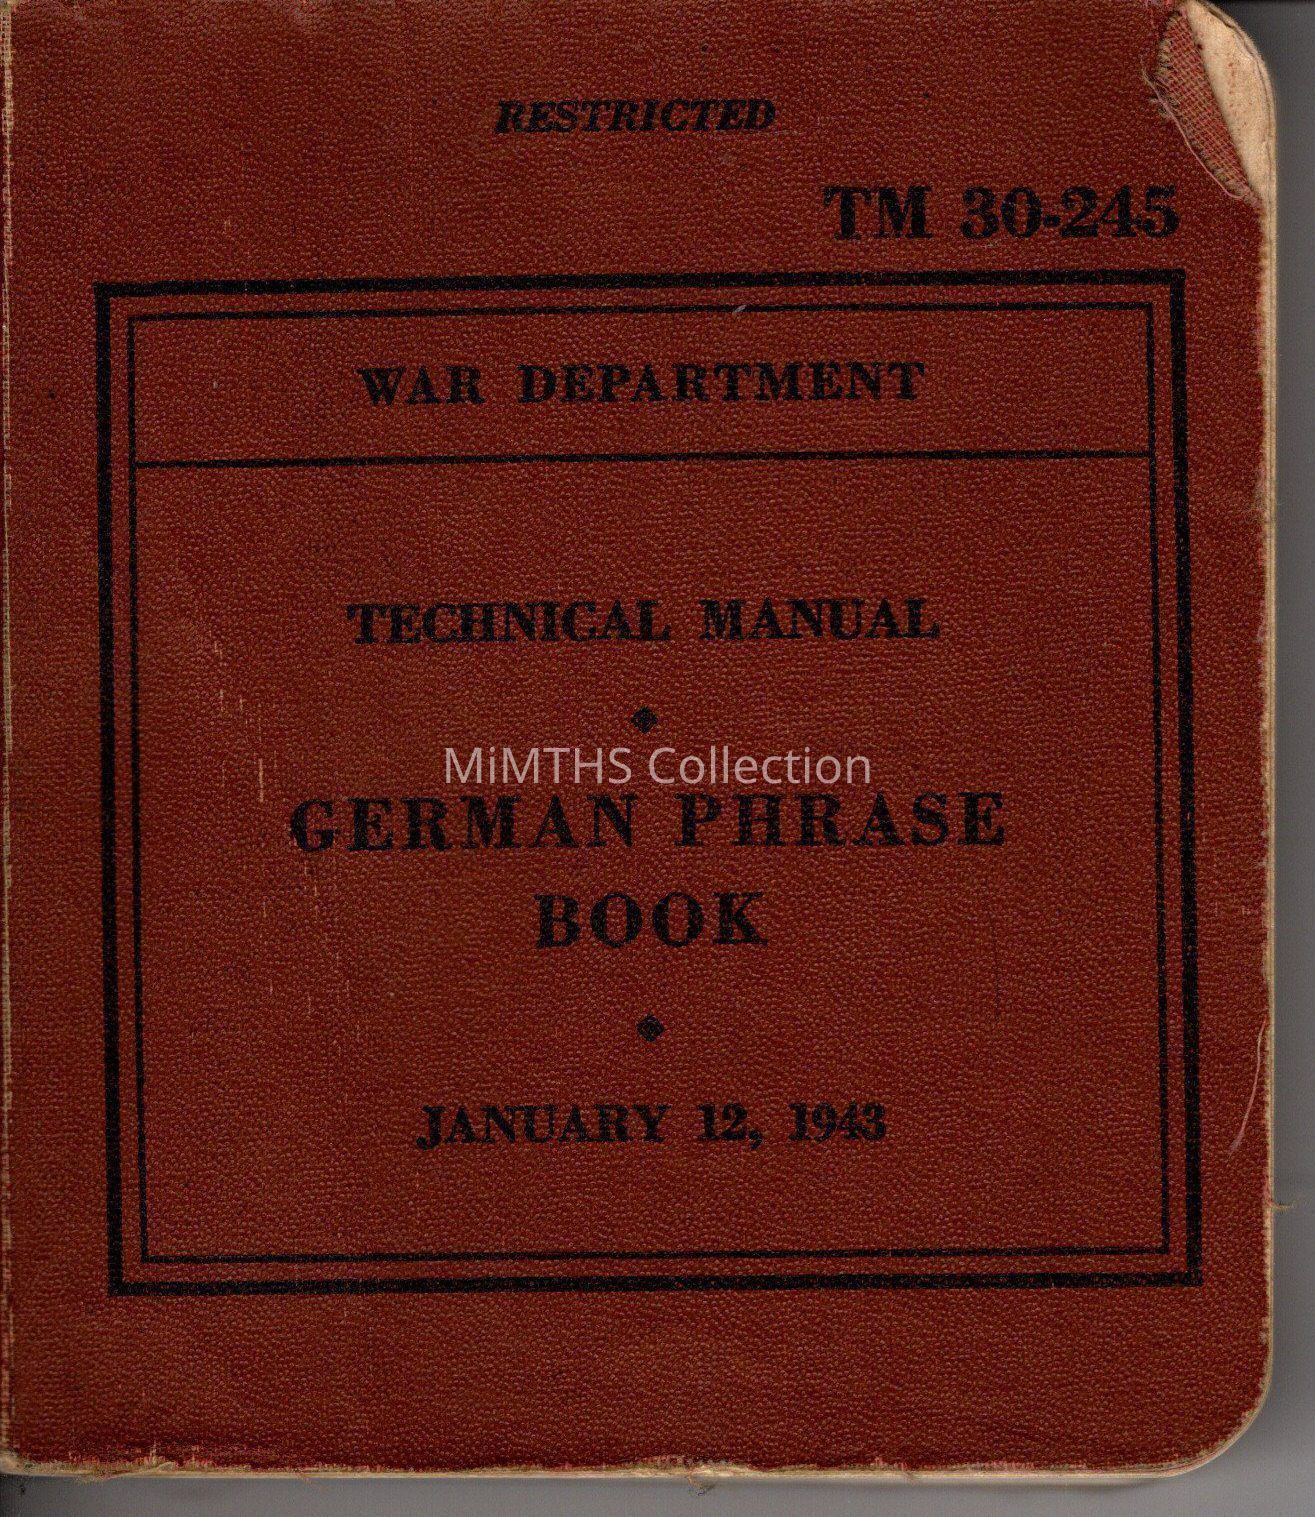 RESTRICTED
TM 30-245
WAR DEPARTMENT
TECHNICAL MANUAL
MiMTHS Collection
GERMAN PHRASE
BOOK
JANUARY 12, 1943